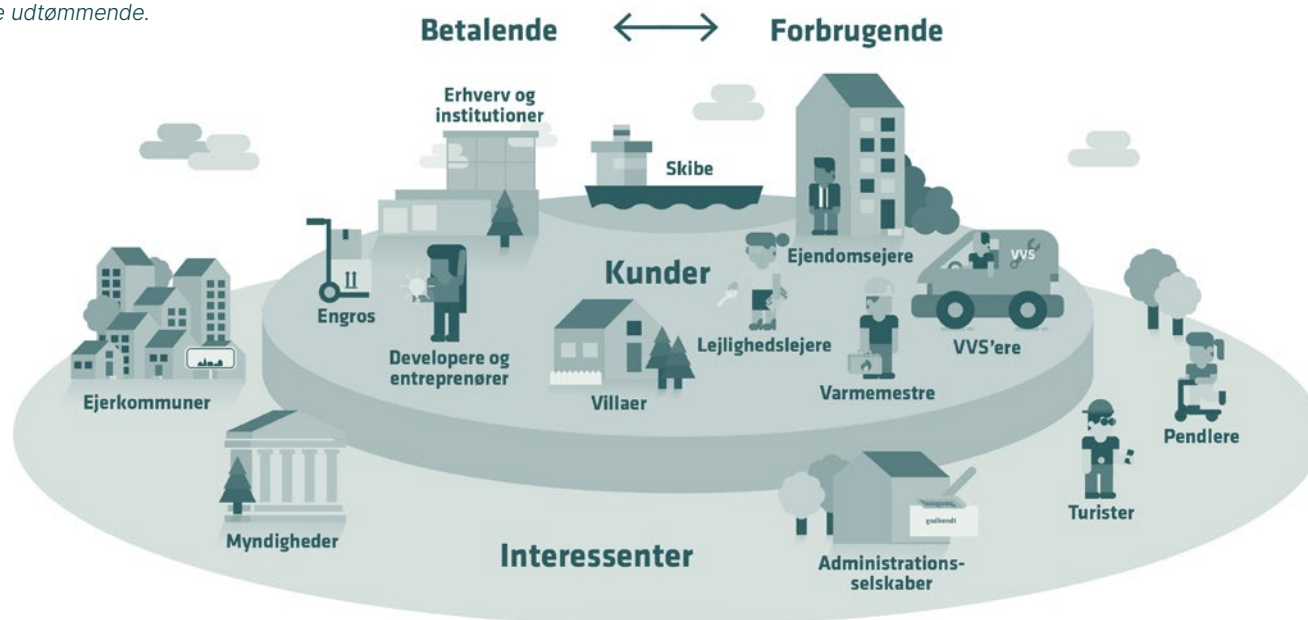 e udtømmende.
Betalende
Forbrugende
Erhverv og
institutioner
Skibe
Ejendomsejere
VVS
Kunder
Engros
Developere og
entreprenører
Villaer
Lejlighedslejere
Varmemestre
VVS'ere
Ejerkommuner
Pendlere
Myndigheder
Turister
godkendt
Interessenter
Administrations-
selskaber